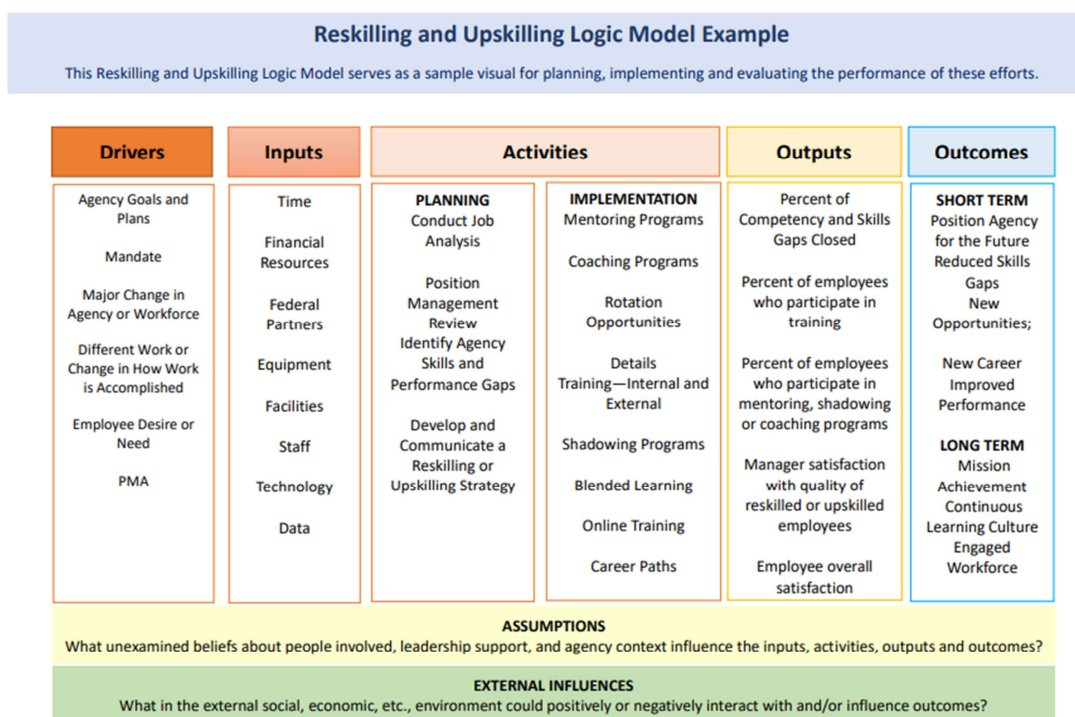 Reskilling and Upskilling Logic Model Example
This Reskilling and Upskilling Logic Model serves as a sample visual for planning, implementing and evaluating the performance of these efforts.
Drivers
Agency Goals and
Plans
Mandate
Major Change in
Agency or Workforce
Different Work or
Change in How Work
is Accomplished
Employee Desire or
Need
PMA
Inputs
Time
Financial
Resources
Federal
Partners
Equipment
Facilities
Staff
Technology
Data
Activities
PLANNING
Conduct Job
Analysis
Position
Management
Review
Identify Agency
Skills and
Performance Gaps
Develop and
Communicate a
Reskilling or
Upskilling Strategy
IMPLEMENTATION
Mentoring Programs
Coaching Programs
Rotation
Opportunities
Details
Training—Internal and
External
Shadowing Programs
Blended Learning
Online Training
Career Paths
Outputs
Percent of
Competency and Skills
Gaps Closed
Percent of employees
who participate in
training
Percent of employees
who participate in
mentoring, shadowing
or coaching programs
Manager satisfaction
with quality of
reskilled or upskilled
employees
Employee overall
satisfaction
Outcomes
SHORT TERM
Position Agency
for the Future
Reduced Skills
Gaps
New
Opportunities;
New Career
Improved
Performance
LONG TERM
Mission
Achievement
Continuous
Learning Culture
Engaged
Workforce
ASSUMPTIONS
What unexamined beliefs about people involved, leadership support, and agency context influence the inputs, activities, outputs and outcomes?
EXTERNAL INFLUENCES
What in the external social, economic, etc., environment could positively or negatively interact with and/or influence outcomes?